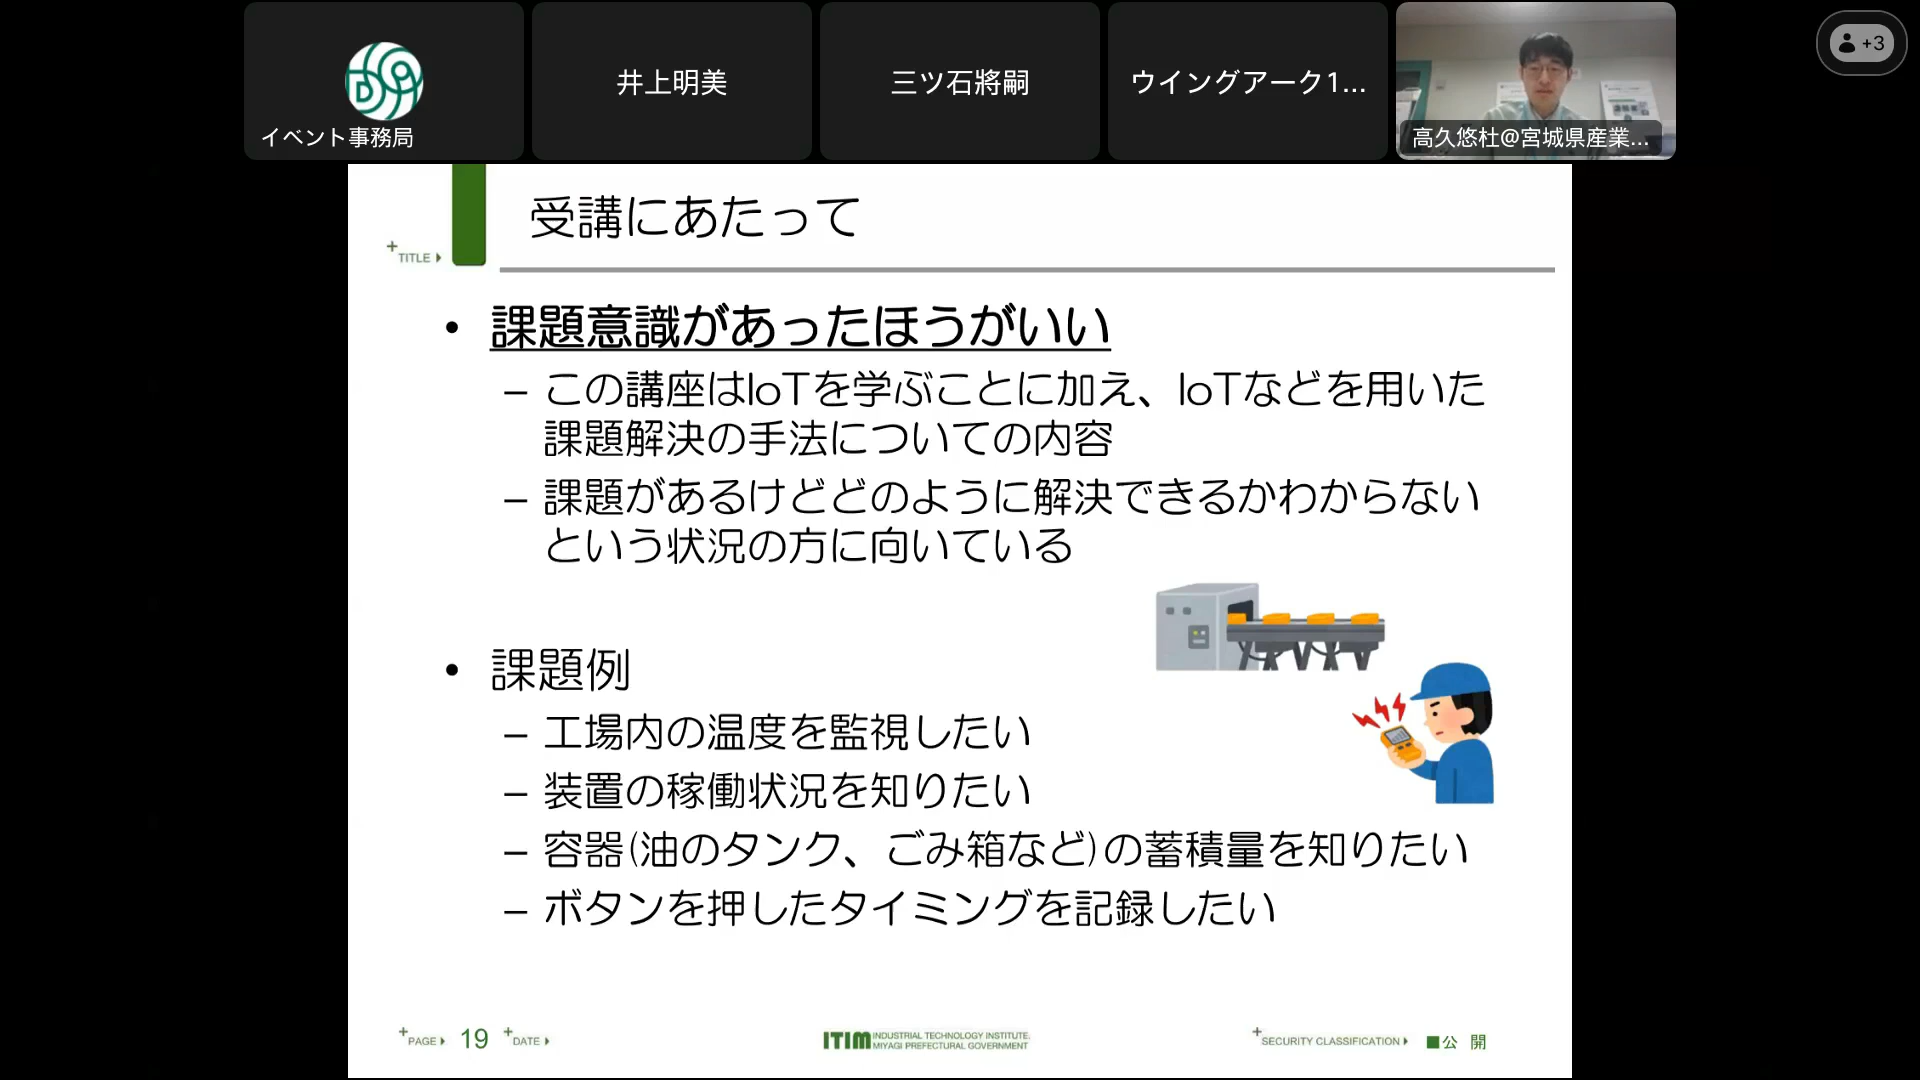 イベント事務局
井上明美
三ツ石將嗣
ウイングアーク1...
高久悠杜@宮城県産業...
+3
受講にあたって
TITLE
• 課題意識があったほうがいい
– この講座はIoTを学ぶことに加え、IoTなどを用いた
課題解決の手法についての内容
– 課題があるけどどのように解決できるかわからない
という状況の方に向いている
• 課題例
– 工場内の温度を監視したい
– 装置の稼働状況を知りたい
– 容器(油のタンク、ごみ箱など)の蓄積量を知りたい
– ボタンを押したタイミングを記録したい
PAGE 19 DATE
ITIM INDUSTRIAL TECHNOLOGY INSTITUTE,
MIYAGI PREFECTURAL GOVERNMENT
SECURITY CLASSIFICATION ■公 開